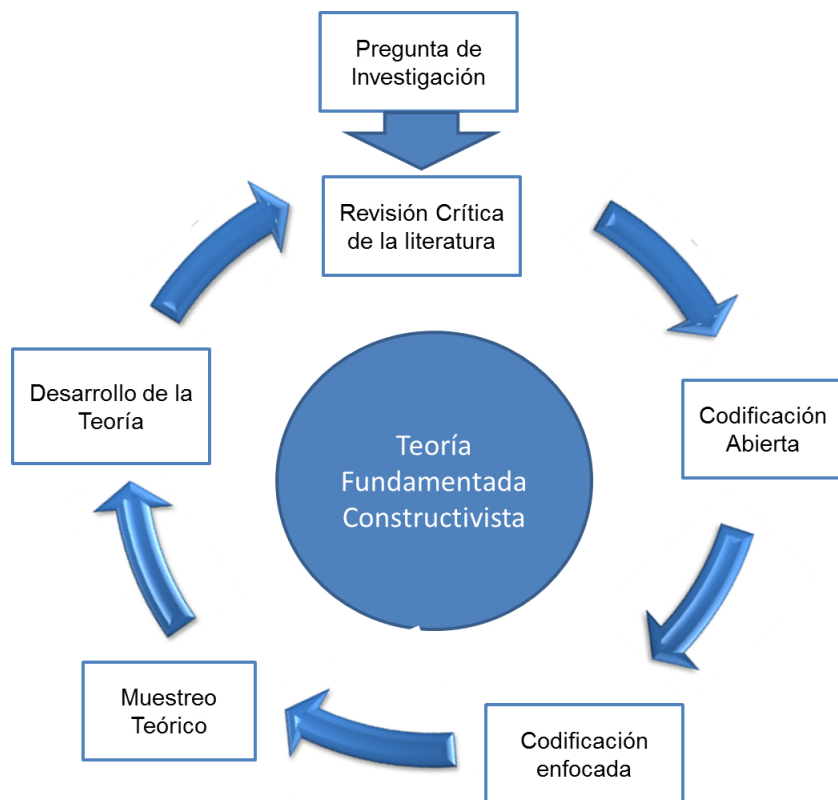 Pregunta de
Investigación
Revisión Crítica
de la literatura
Codificación
Abierta
Codificación
enfocada
Muestreo
Teórico
Desarrollo de la
Teoría
Teoría
Fundamentada
Constructivista